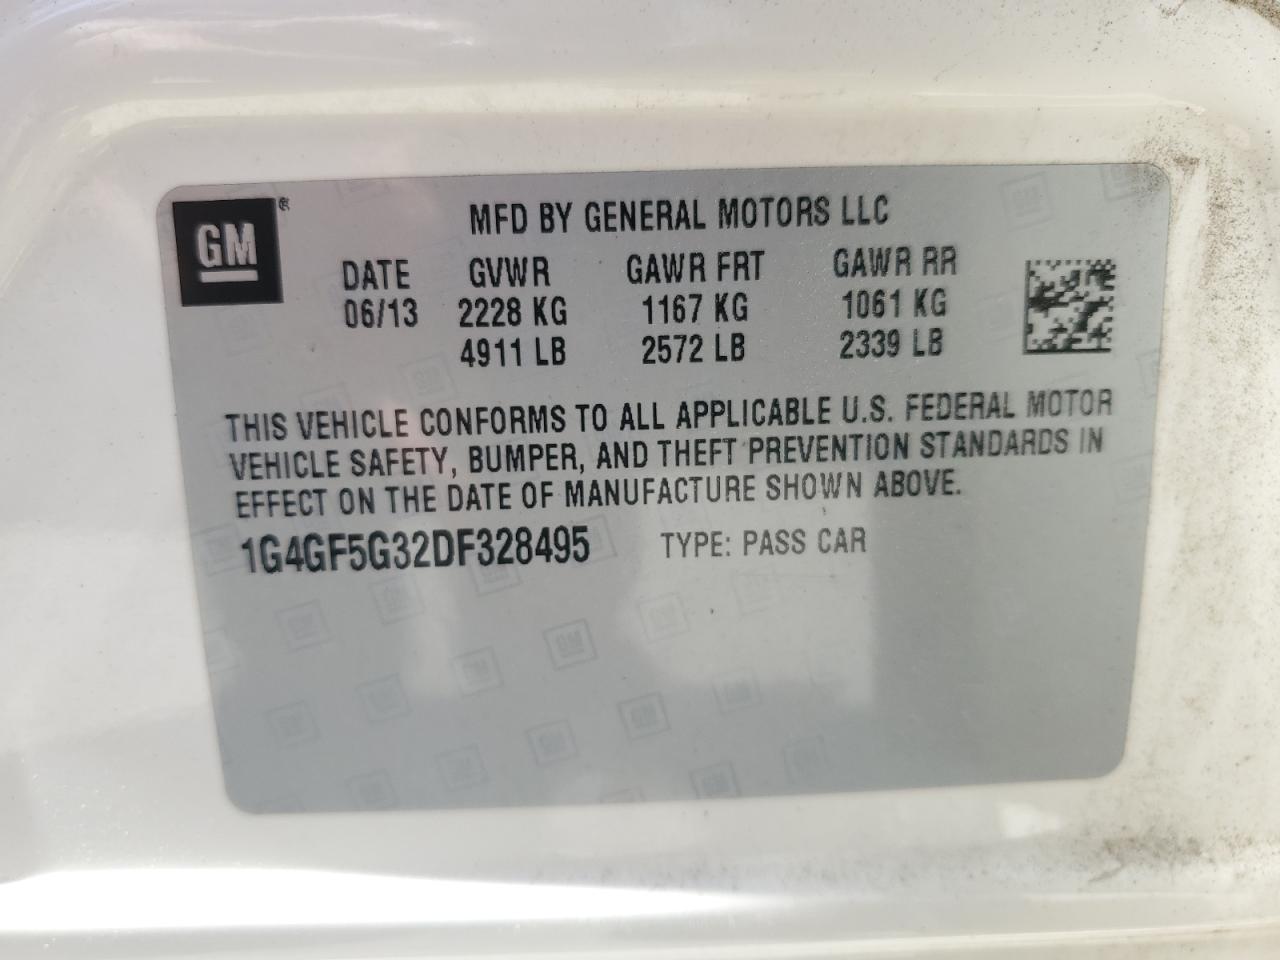 GM®
MFD BY GENERAL MOTORS LLC
DATE GVWR GAWR FRT GAWR RR
06/13 2228 KG 1167 KG 1061 KG
4911 LB 2572 LB 2339 LB
THIS VEHICLE CONFORMS TO ALL APPLICABLE U.S. FEDERAL MOTOR
VEHICLE SAFETY, BUMPER, AND THEFT PREVENTION STANDARDS IN
EFFECT ON THE DATE OF MANUFACTURE SHOWN ABOVE.
1G4GF5G32DF328495 TYPE: PASS CAR